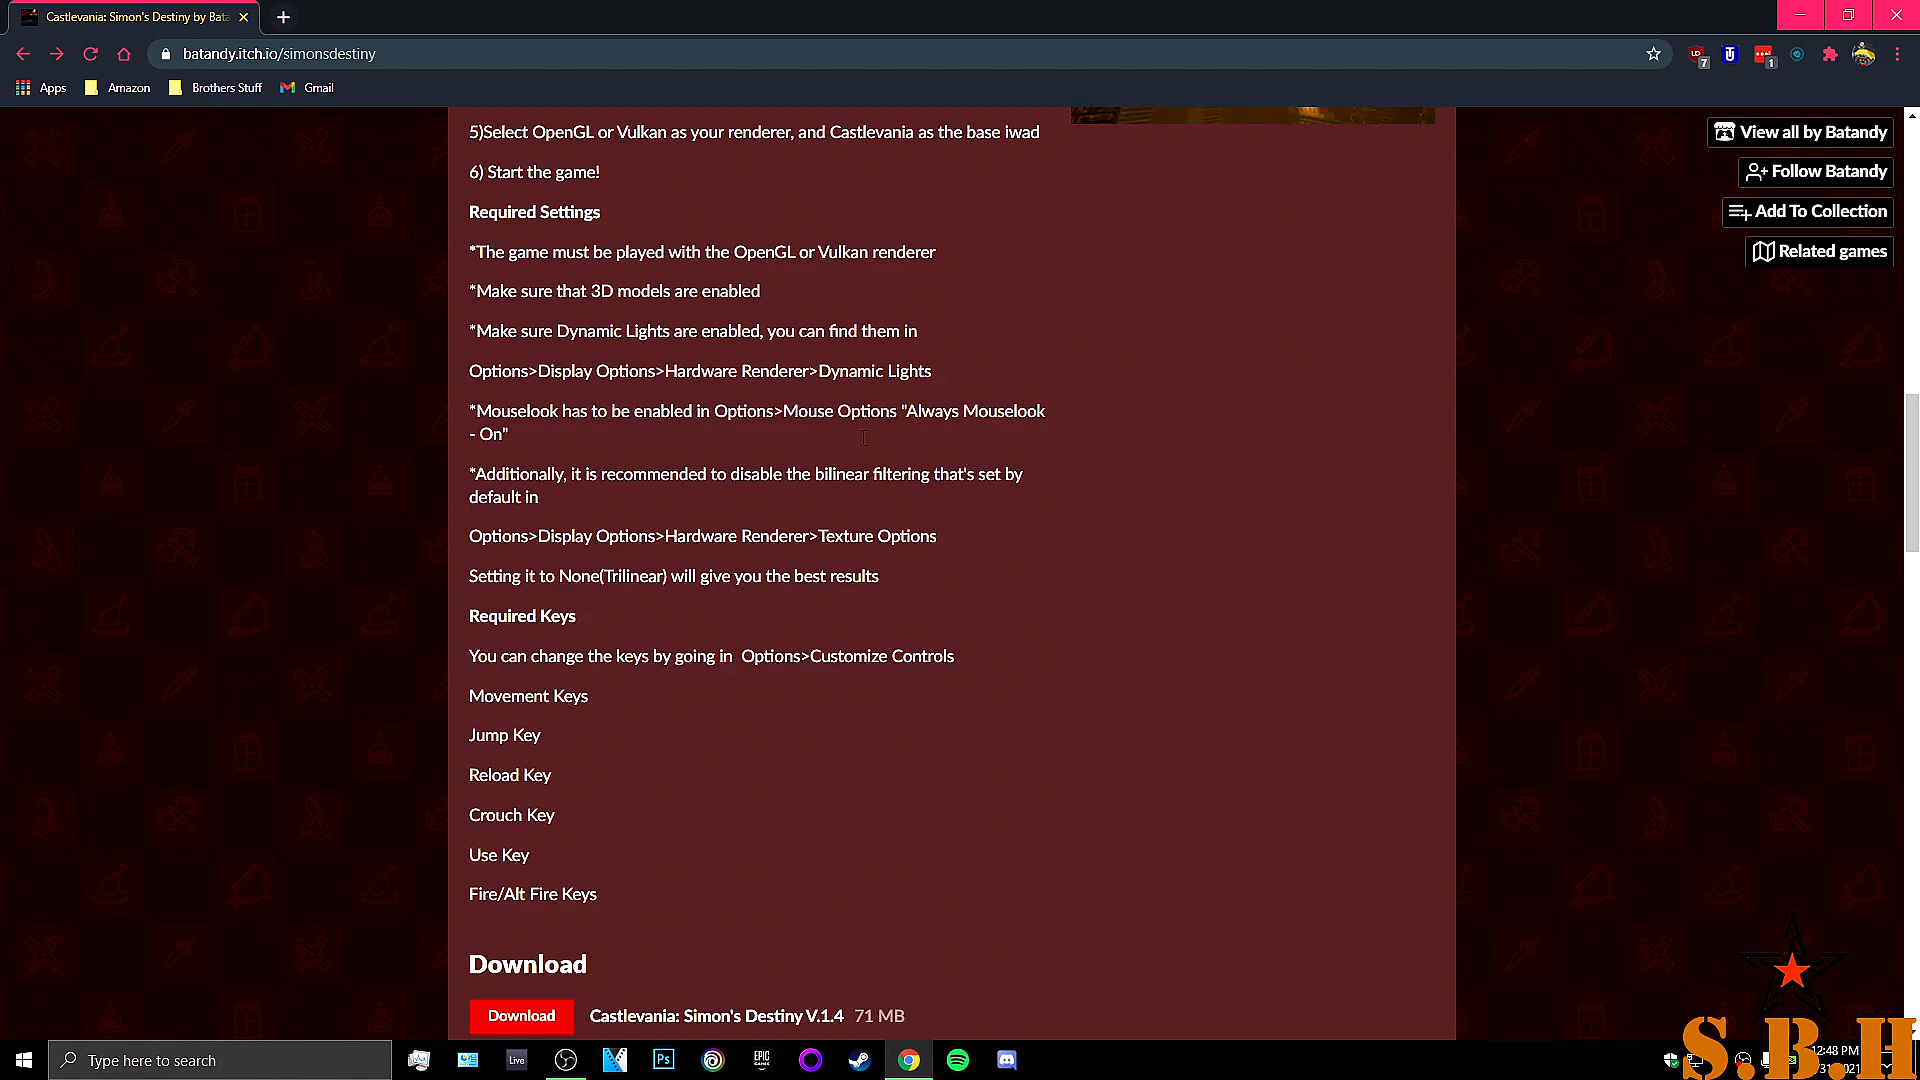 Castlevania: Simon's Destiny by Bata
batandy.itch.io/simonsdestiny
7
1
Apps
Amazon
Brothers Stuff
Gmail
5)Select OpenGL or Vulkan as your renderer, and Castlevania as the base iwad
6) Start the game!
Required Settings
*The game must be played with the OpenGL or Vulkan renderer
*Make sure that 3D models are enabled
*Make sure Dynamic Lights are enabled, you can find them in
Options>Display Options>Hardware Renderer>Dynamic Lights
*Mouselook has to be enabled in Options>Mouse Options "Always Mouselook
- On"
*Additionally, it is recommended to disable the bilinear filtering that's set by
default in
Options>Display Options>Hardware Renderer>Texture Options
Setting it to None(Trilinear) will give you the best results
Required Keys
You can change the keys by going in  Options>Customize Controls
Movement Keys
Jump Key
Reload Key
Crouch Key
Use Key
Fire/Alt Fire Keys
Download
Download
Castlevania: Simon's Destiny V.1.4 71 MB
View all by Batandy
Follow Batandy
Add To Collection
Related games
S.B.H
Type here to search
Live
Ps
EPIC GAMES
12:48 PM